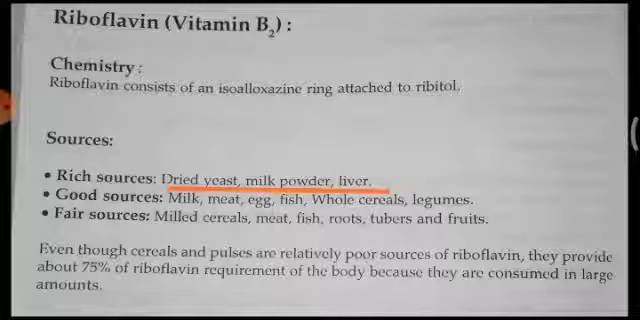 Riboflavin (Vitamin B2) :
Chemistry :
Riboflavin consists of an isoalloxazine ring attached to ribitol.
Sources:
• Rich sources: Dried yeast, milk powder, liver.
• Good sources: Milk, meat, egg, fish, Whole cereals, legumes.
• Fair sources: Milled cereals, meat, fish, roots, tubers and fruits.
Even though cereals and pulses are relatively poor sources of riboflavin, they provide
about 75% of riboflavin requirement of the body because they are consumed in large
amounts.